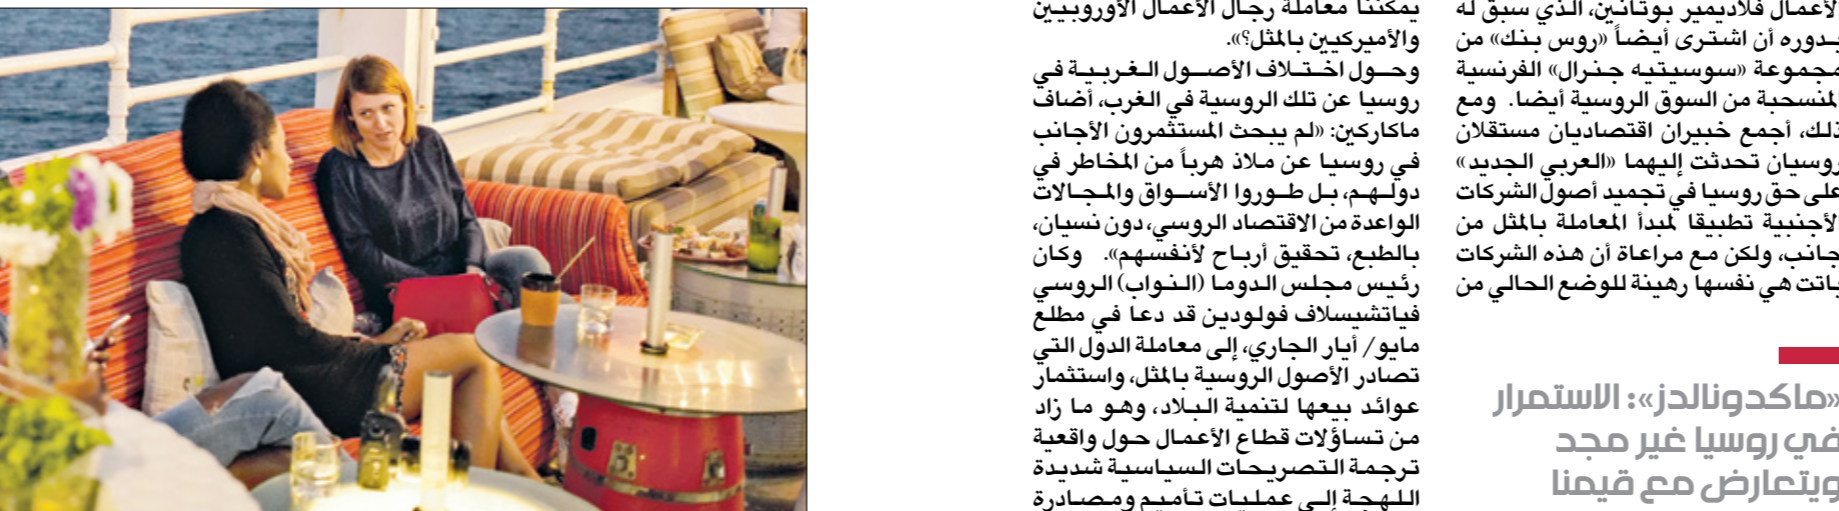 الأعمال فلاديمير بوتانين، الذي سبق له
بدوره أن اشترى أيضاً «روس بنك» من
مجموعة «سوسيتيه جنرال» الفرنسية
المنسحبة من السوق الروسية أيضا. ومع
ذلك، أجمع خبيران اقتصاديان مستقلان
روسيان تحدثت إليهما «العربي الجديد»
على حق روسيا في تجميد أصول الشركات
الأجنبية تطبيقا لمبدأ المعاملة بالمثل من
جانب، ولكن مع مراعاة أن هذه الشركات
باتت هي نفسها رهينة للوضع الحالي من
«ماكدونالدز»: الاستمرار
في روسيا غير مجد
ويتعارض مع قيمنا
يمكننا معاملة رجال الأعمال الأوروبيين
والأميركيين بالمثل؟».
وحول اختلاف الأصول الغربية في
روسيا عن تلك الروسية في الغرب، أضاف
ماكاركين: «لم يبحث المستثمرون الأجانب
في روسيا عن ملاذ هرباً من المخاطر في
دولهم، بل طوروا الأسواق والمجالات
الواعدة من الاقتصاد الروسي، دون نسيان،
بالطبع، تحقيق أرباح لأنفسهم». وكان
رئيس مجلس الدوما (النواب) الروسي
فياتشيسلاف فولودين قد دعا في مطلع
مايو/ أيار الجاري، إلى معاملة الدول التي
تصادر الأصول الروسية بالمثل، واستثمار
عوائد بيعها لتنمية البلاد، وهو ما زاد
من تساؤلات قطاع الأعمال حول واقعية
ترجمة التصريحات السياسية شديدة
اللهجة إلى عمليات تأميم ومصادرة